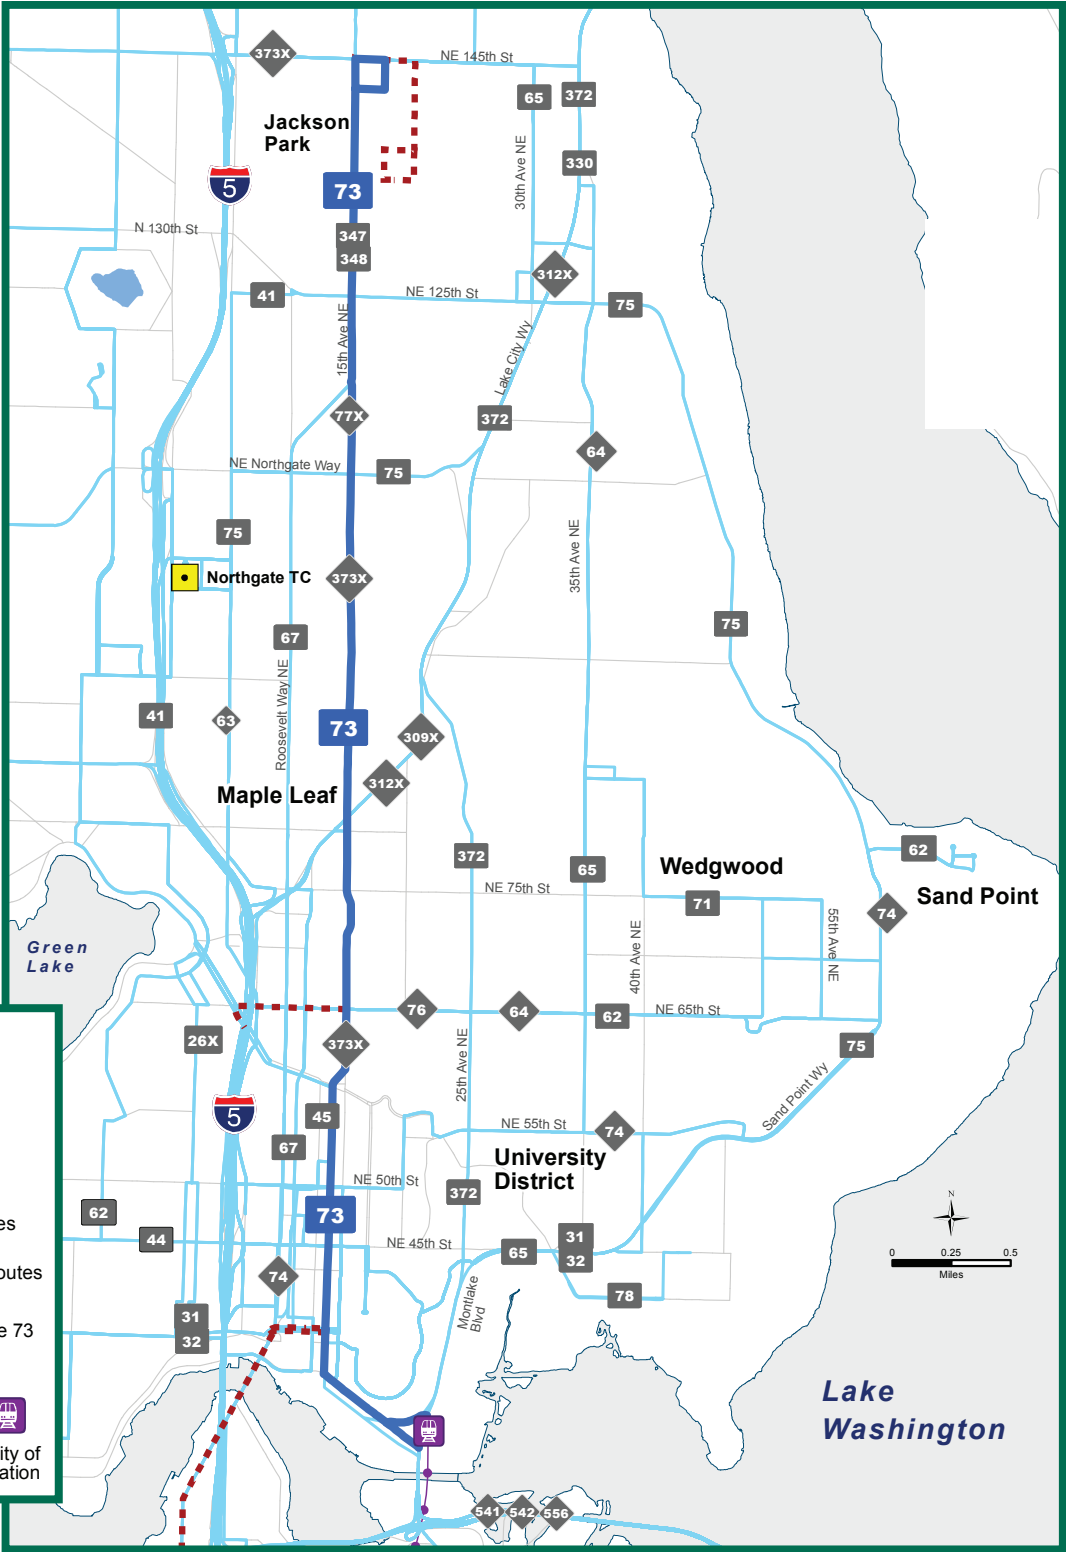 373X
NE 145th St
65
372
Jackson
Park
30th Ave NE
330
5
73
N 130th St
347
348
312X
41
NE 125th St
75
15th Ave NE
Lake City Wy
77X
372
64
NE Northgate Way
75
75
35th Ave NE
Northgate TC
373X
75
67
Roosevelt Way NE
41
63
73
309X
312X
Maple Leaf
372
65
Wedgwood
62
NE 75th St
71
Sand Point
74
55th Ave NE
40th Ave NE
Green
Lake
76
64
62
NE 65th St
26X
373X
75
25th Ave NE
Sand Point Wy
5
45
NE 55th St
74
67
University
District
NE 50th St
372
62
73
N
es
44
NE 45th St
65
31
32
0 0.25 0.5
Miles
outes
74
78
Montlake
Blvd
31
32
e 73
Lake
Washington
ity of
ation
541
542
556